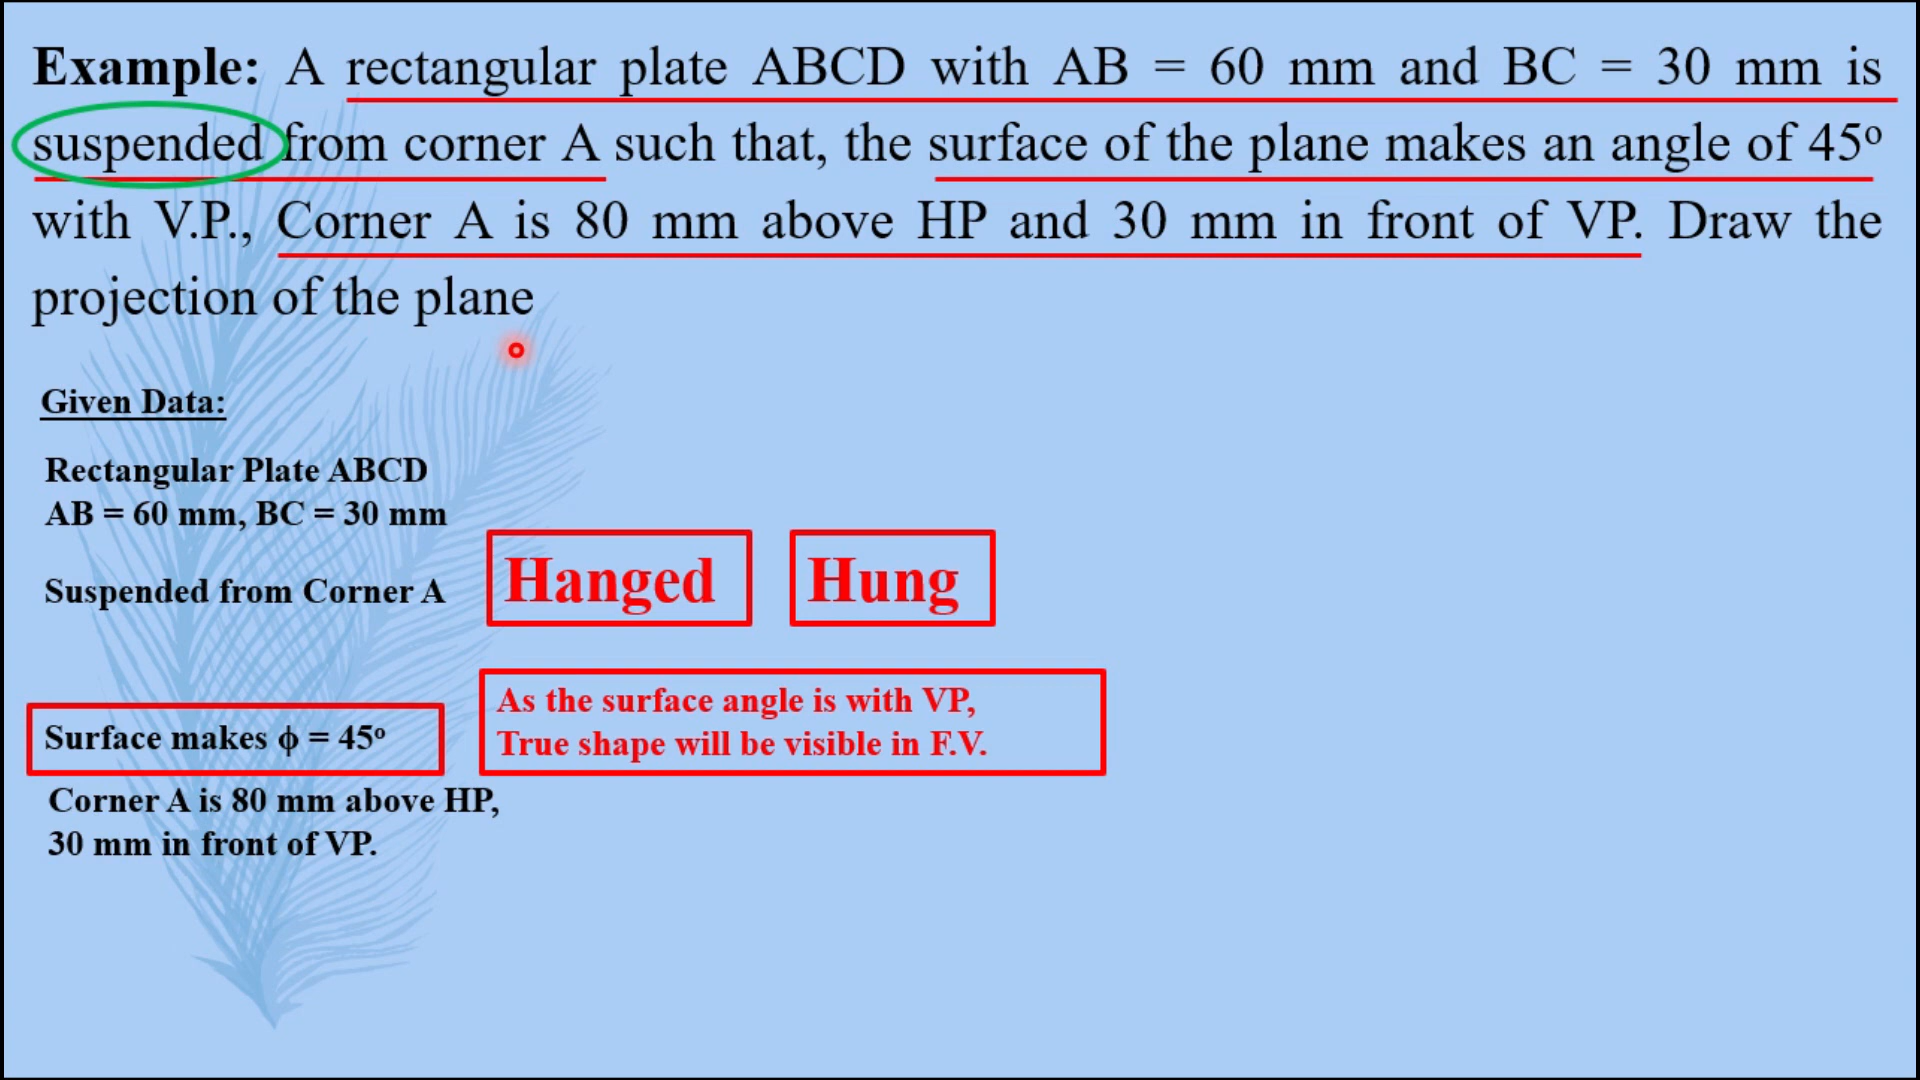 Example: A rectangular plate ABCD with AB = 60 mm and BC = 30 mm is
suspended from corner A such that, the surface of the plane makes an angle of 45º
with V.P., Corner A is 80 mm above HP and 30 mm in front of VP. Draw the
projection of the plane
Given Data:
Rectangular Plate ABCD
AB = 60 mm, BC = 30 mm
Suspended from Corner A
Hanged
Hung
Surface makes ϕ = 45º
As the surface angle is with VP,
True shape will be visible in F.V.
Corner A is 80 mm above HP,
30 mm in front of VP.